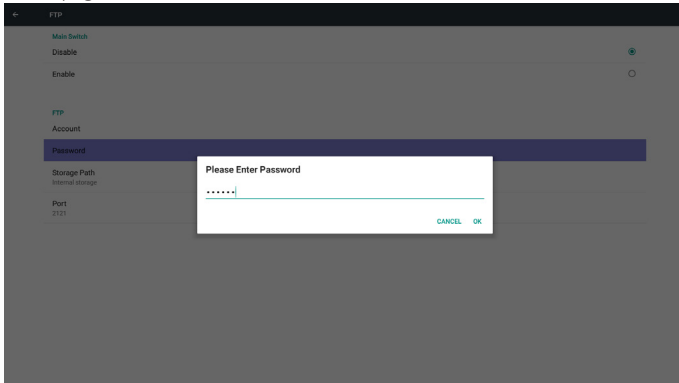 FTP
Main Switch
Disable
Enable
FTP
Account
Password
Storage Path
Internal storage
Port
2121
Please Enter Password
••••••
CANCEL OK